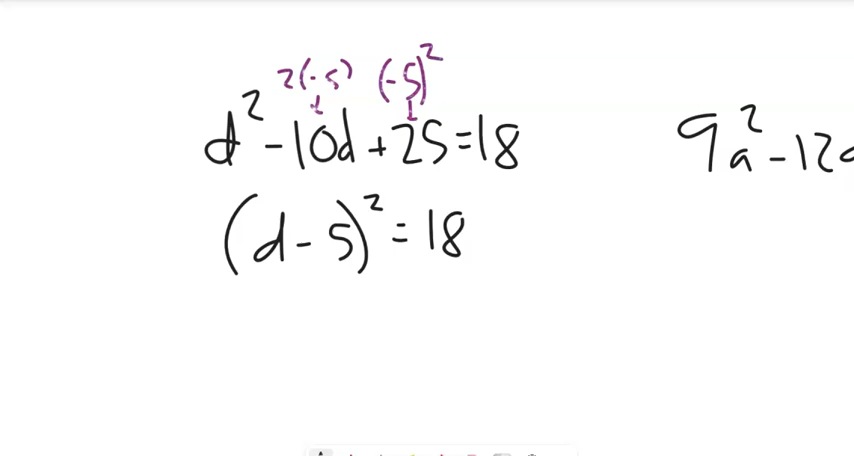 2(-5) (-5)²
d² - 10d + 25 = 18
9a² - 12
(d - 5)² = 18